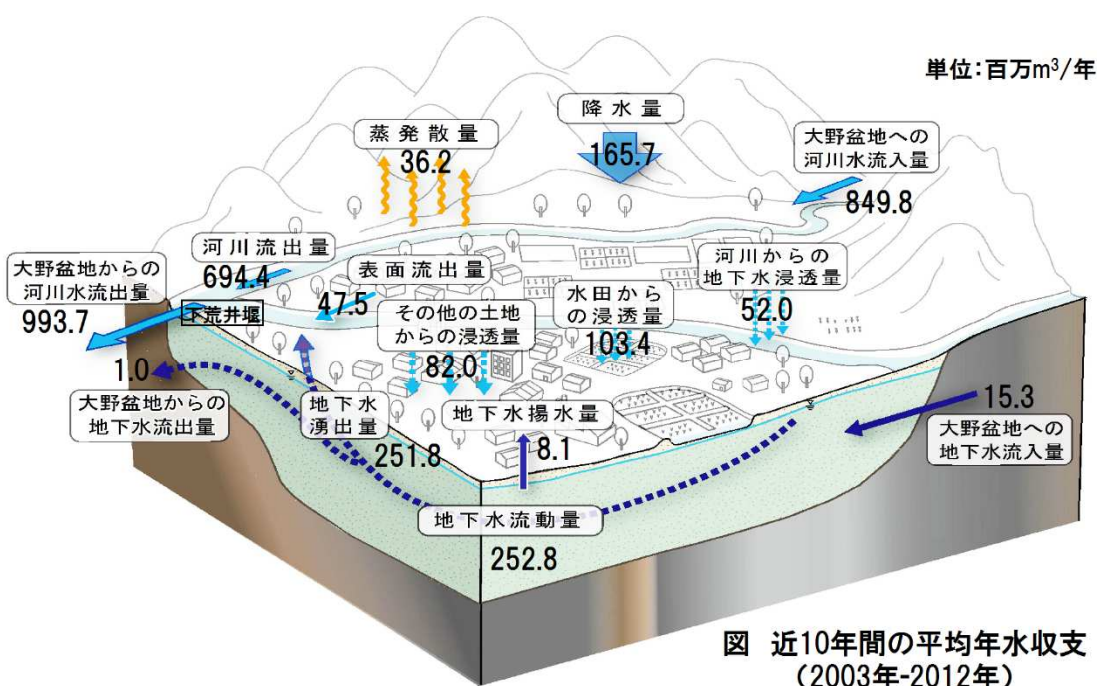 単位:百万m³/年
降水量
165.7
蒸発散量
36.2
大野盆地への
河川水流入量
849.8
河川流出量
694.4
大野盆地からの
河川水流出量
993.7
下荒井堰
表面流出量
47.5
その他の土地
からの浸透量
82.0
水田から
の浸透量
103.4
河川からの
地下水浸透量
52.0
1.0
大野盆地からの
地下水流出量
地下水
湧出量
251.8
地下水揚水量
8.1
15.3
大野盆地への
地下水流入量
地下水流動量
252.8
図 近10年間の平均年水収支
(2003年-2012年)